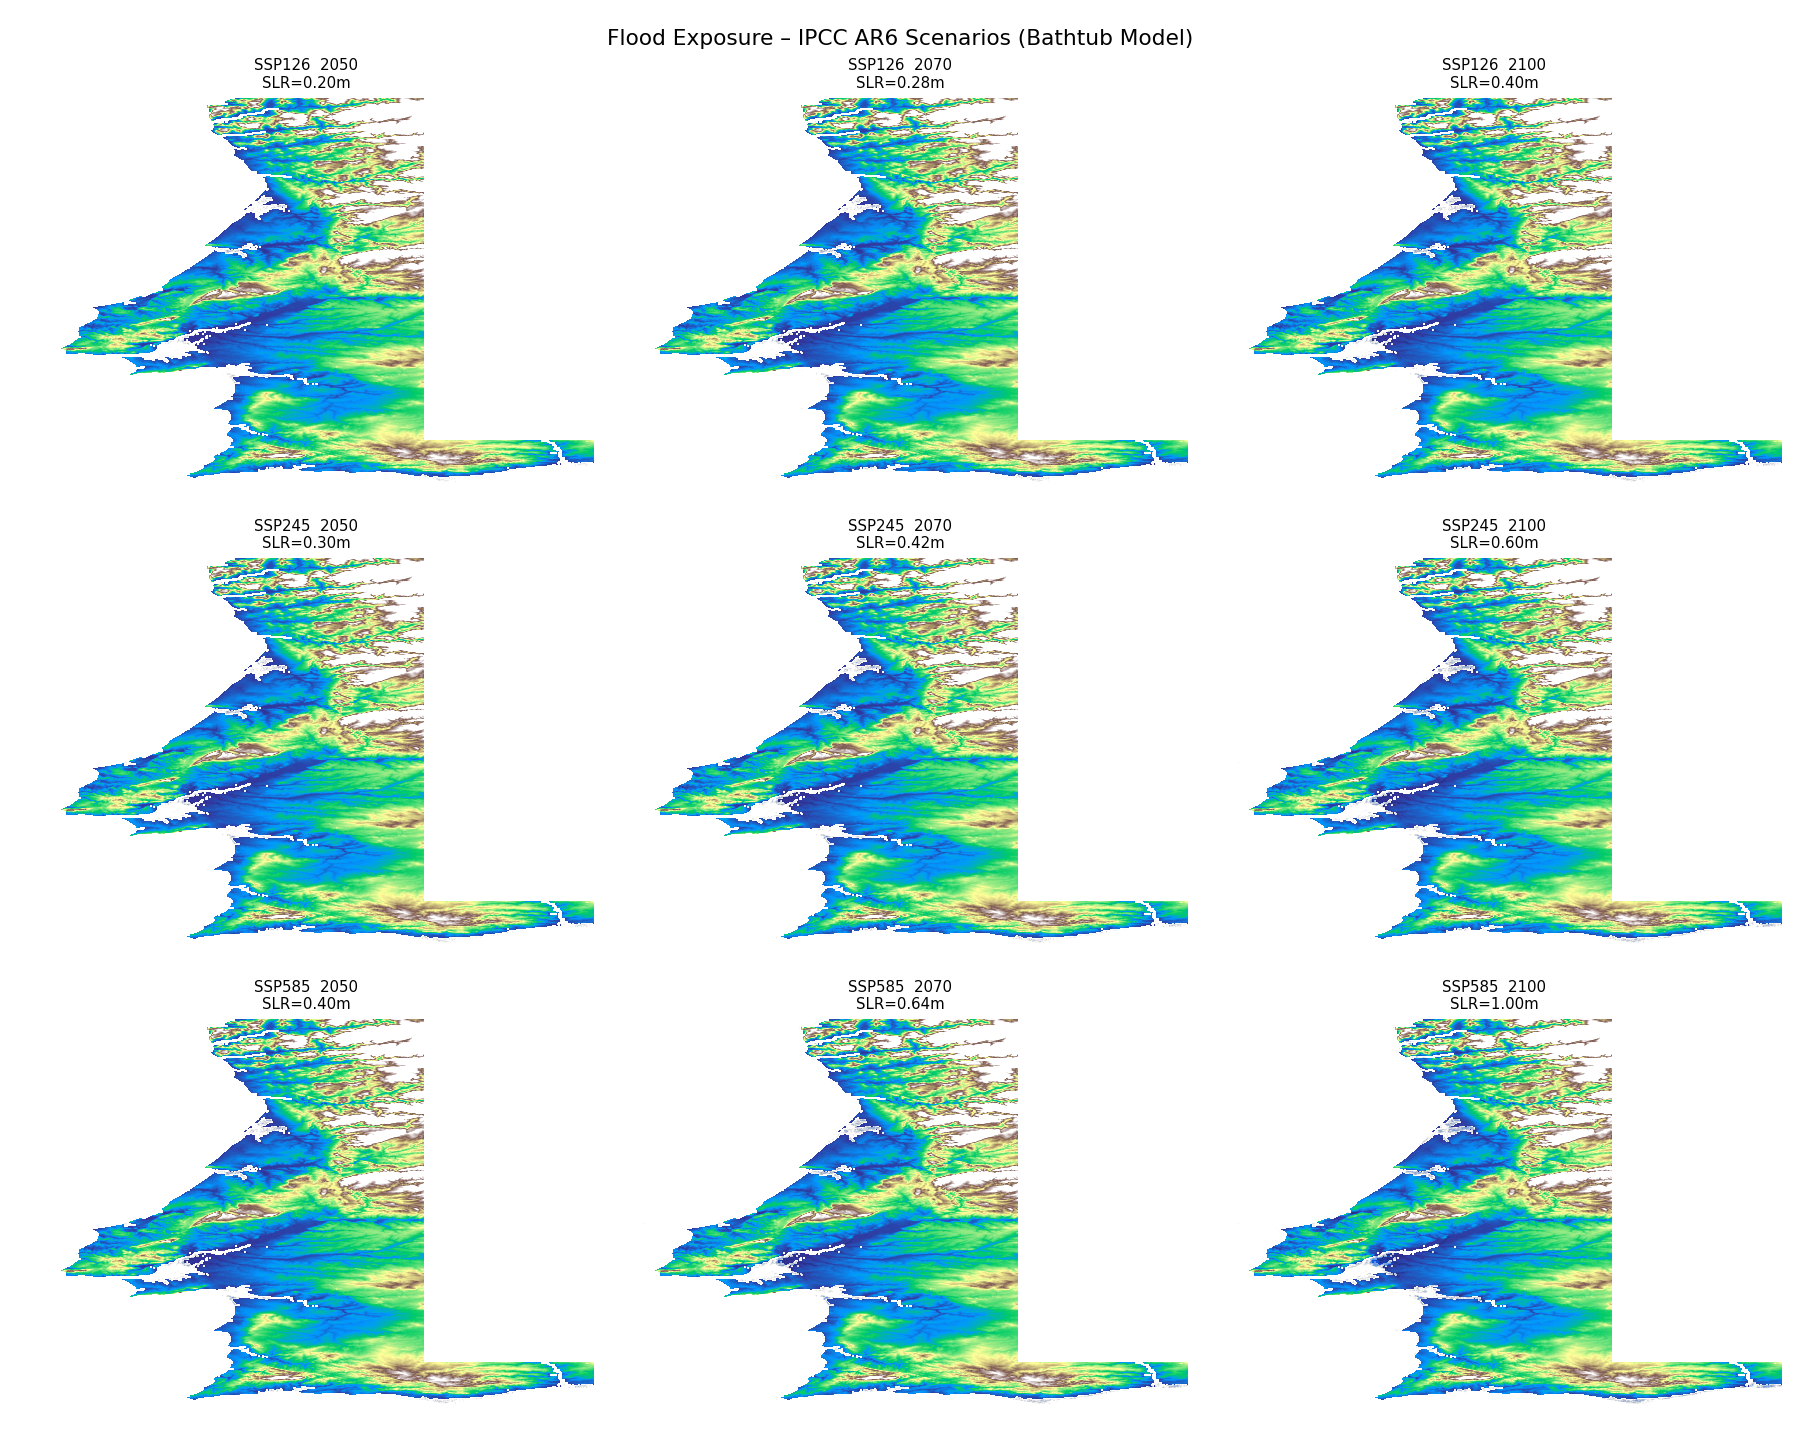 Flood Exposure – IPCC AR6 Scenarios (Bathtub Model)
SSP126  2050
SLR=0.20m
SSP126  2070
SLR=0.28m
SSP126  2100
SLR=0.40m
SSP245  2050
SLR=0.30m
SSP245  2070
SLR=0.42m
SSP245  2100
SLR=0.60m
SSP585  2050
SLR=0.40m
SSP585  2070
SLR=0.64m
SSP585  2100
SLR=1.00m